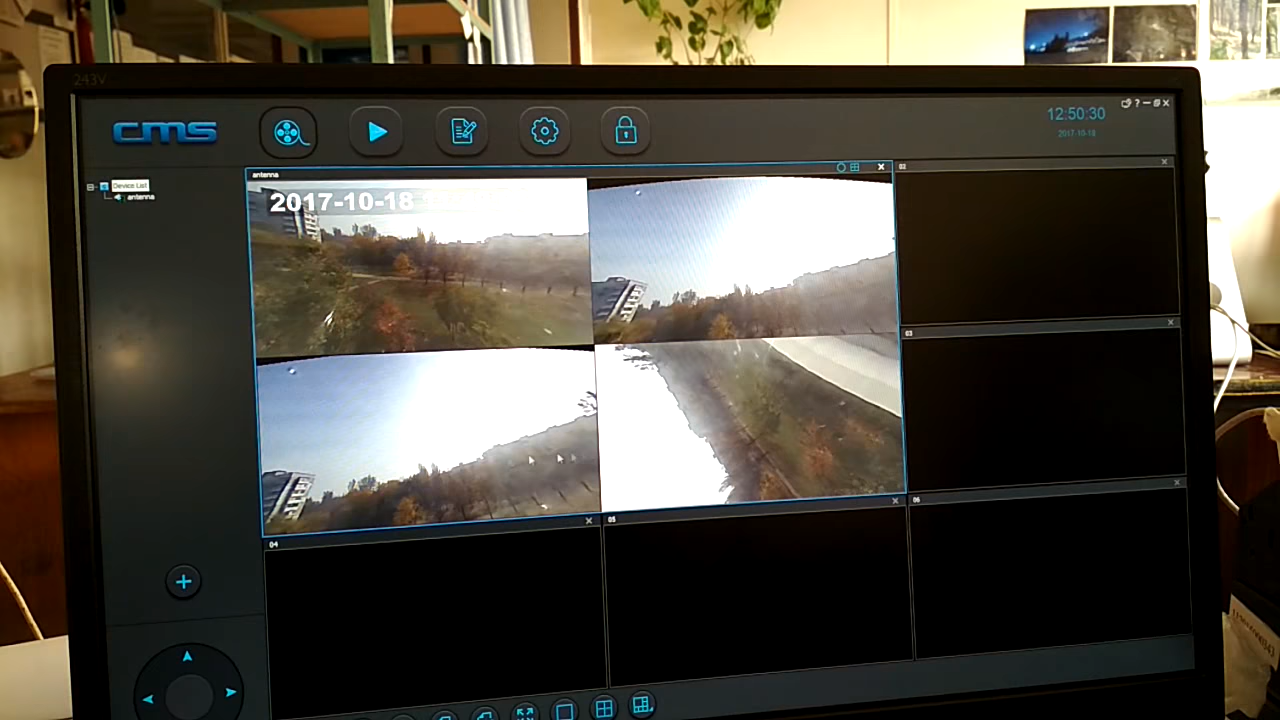 243V
cms
12:50:30
2017-10-18
Device List
antenna
antenna
2017-10-18
02
03
04
05
06